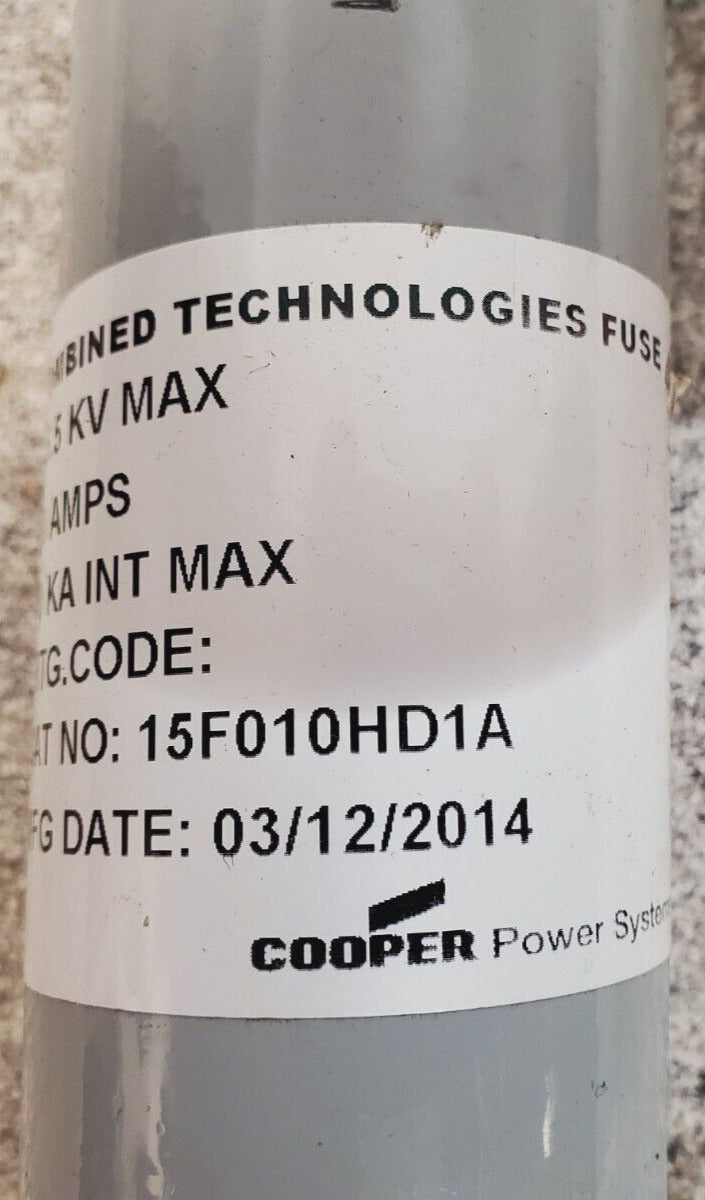 BINED TECHNOLOGIES FUSE
5 KV MAX
AMPS
KA INT MAX
TG.CODE:
AT NO: 15F010HD1A
FG DATE: 03/12/2014
COOPER Power System